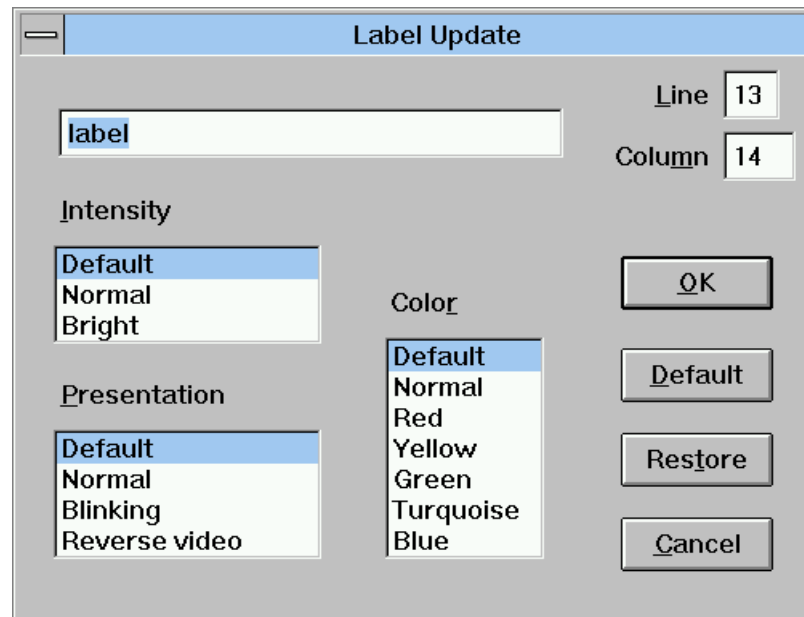 Label Update
label
Line 13
Column 14
Intensity
Default
Normal
Bright
Presentation
Default
Normal
Blinking
Reverse video
Color
Default
Normal
Red
Yellow
Green
Turquoise
Blue
OK
Default
Restore
Cancel